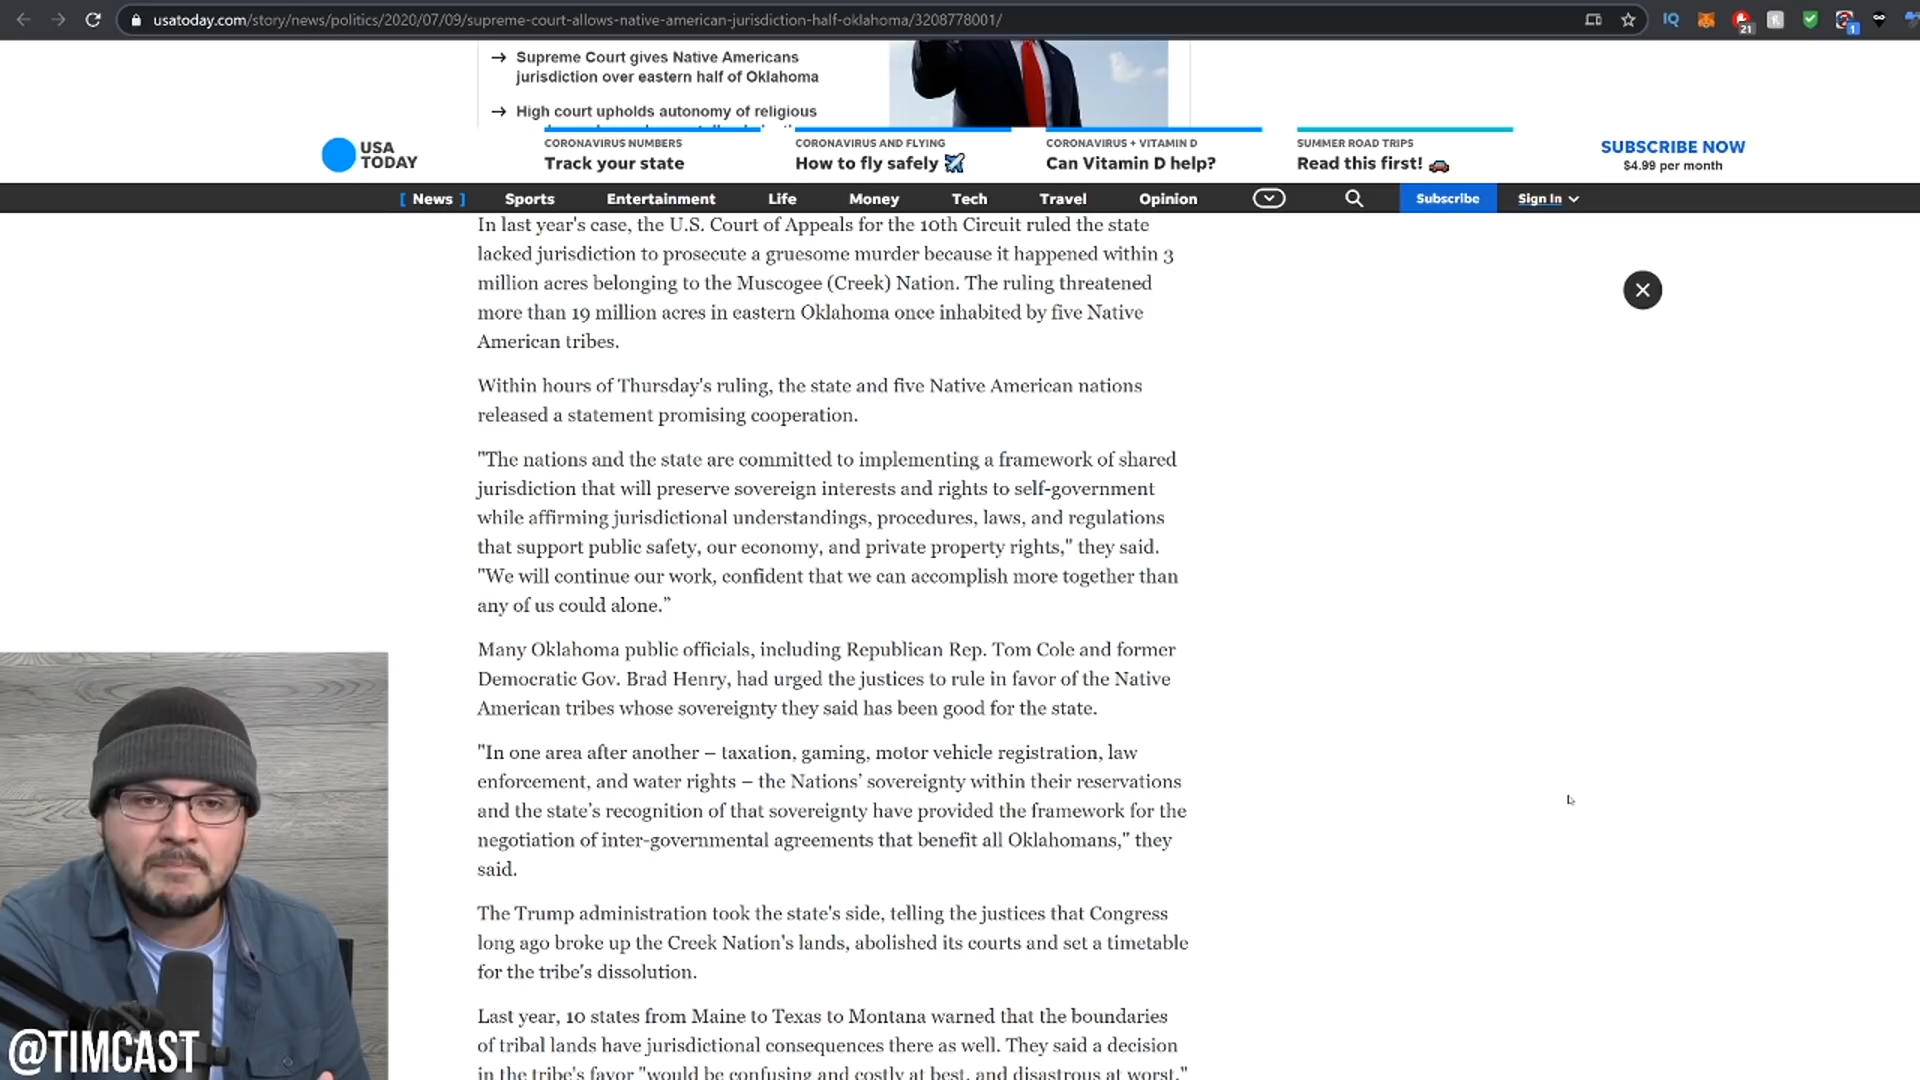 usatoday.com/story/news/politics/2020/07/09/supreme-court-allows-native-american-jurisdiction-half-oklahoma/3208778001/
IQ
21
1
→ Supreme Court gives Native Americans
jurisdiction over eastern half of Oklahoma
→ High court upholds autonomy of religious
USA
TODAY
CORONAVIRUS NUMBERS
Track your state
CORONAVIRUS AND FLYING
How to fly safely
CORONAVIRUS + VITAMIN D
Can Vitamin D help?
SUMMER ROAD TRIPS
Read this first!
SUBSCRIBE NOW
$4.99 per month
[ News ] Sports Entertainment Life Money Tech Travel Opinion Subscribe Sign In
In last year's case, the U.S. Court of Appeals for the 10th Circuit ruled the state
lacked jurisdiction to prosecute a gruesome murder because it happened within 3
million acres belonging to the Muscogee (Creek) Nation. The ruling threatened
more than 19 million acres in eastern Oklahoma once inhabited by five Native
American tribes.
Within hours of Thursday's ruling, the state and five Native American nations
released a statement promising cooperation.
"The nations and the state are committed to implementing a framework of shared
jurisdiction that will preserve sovereign interests and rights to self-government
while affirming jurisdictional understandings, procedures, laws, and regulations
that support public safety, our economy, and private property rights," they said.
"We will continue our work, confident that we can accomplish more together than
any of us could alone.”
Many Oklahoma public officials, including Republican Rep. Tom Cole and former
Democratic Gov. Brad Henry, had urged the justices to rule in favor of the Native
American tribes whose sovereignty they said has been good for the state.
"In one area after another – taxation, gaming, motor vehicle registration, law
enforcement, and water rights – the Nations’ sovereignty within their reservations
and the state’s recognition of that sovereignty have provided the framework for the
negotiation of inter-governmental agreements that benefit all Oklahomans," they
said.
The Trump administration took the state's side, telling the justices that Congress
long ago broke up the Creek Nation's lands, abolished its courts and set a timetable
for the tribe's dissolution.
Last year, 10 states from Maine to Texas to Montana warned that the boundaries
of tribal lands have jurisdictional consequences there as well. They said a decision
in the tribe's favor "would be confusing and costly at best, and disastrous at worst."
@TIMCAST